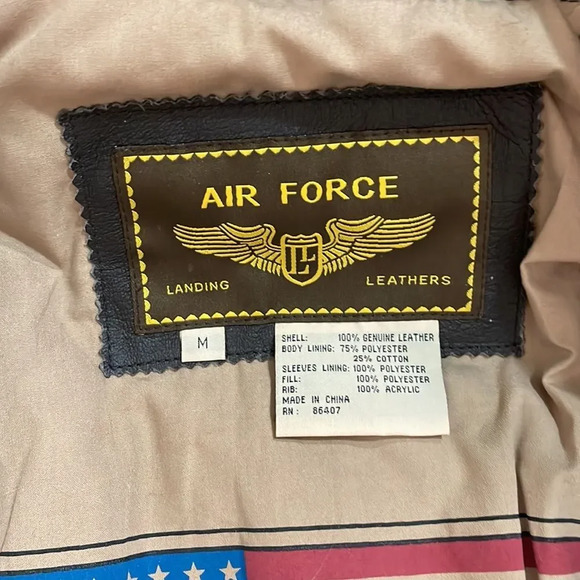 AIR FORCE
LF
LANDING LEATHERS
M
SHELL: 100% GENUINE LEATHER
BODY LINING: 75% POLYESTER
25% COTTON
SLEEVES LINING: 100% POLYESTER
FILL: 100% POLYESTER
RIB: 100% ACRYLIC
MADE IN CHINA
RN: 86407